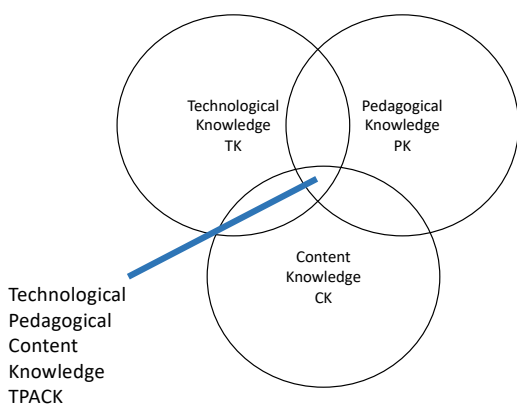 Technological
Knowledge
TK
Pedagogical
Knowledge
PK
Content
Knowledge
CK
Technological
Pedagogical
Content
Knowledge
TPACK